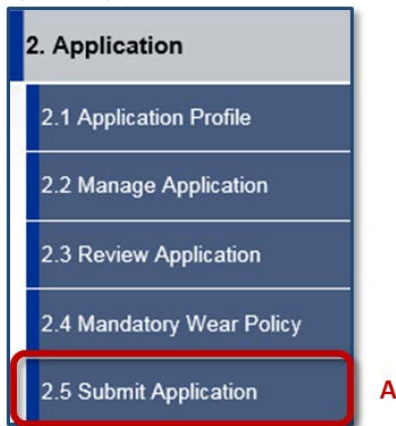 2. Application
2.1 Application Profile
2.2 Manage Application
2.3 Review Application
2.4 Mandatory Wear Policy
2.5 Submit Application
A